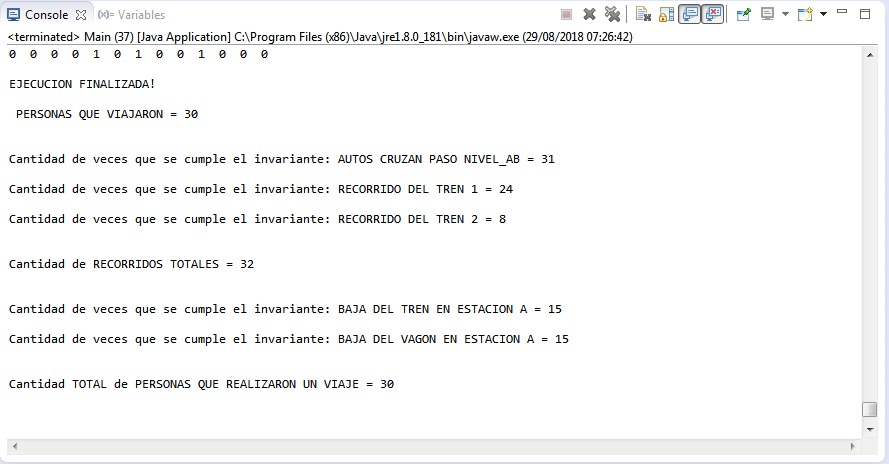 Console (x)= Variables
<terminated> Main (37) [Java Application] C:\Program Files (x86)\Java\jre1.8.0_181\bin\javaw.exe (29/08/2018 07:26:42)
0 0 0 0 1 0 1 0 0 1 0 0 0
EJECUCION FINALIZADA!
PERSONAS QUE VIAJARON = 30
Cantidad de veces que se cumple el invariante: AUTOS CRUZAN PASO NIVEL_AB = 31
Cantidad de veces que se cumple el invariante: RECORRIDO DEL TREN 1 = 24
Cantidad de veces que se cumple el invariante: RECORRIDO DEL TREN 2 = 8
Cantidad de RECORRIDOS TOTALES = 32
Cantidad de veces que se cumple el invariante: BAJA DEL TREN EN ESTACION A = 15
Cantidad de veces que se cumple el invariante: BAJA DEL VAGON EN ESTACION A = 15
Cantidad TOTAL de PERSONAS QUE REALIZARON UN VIAJE = 30